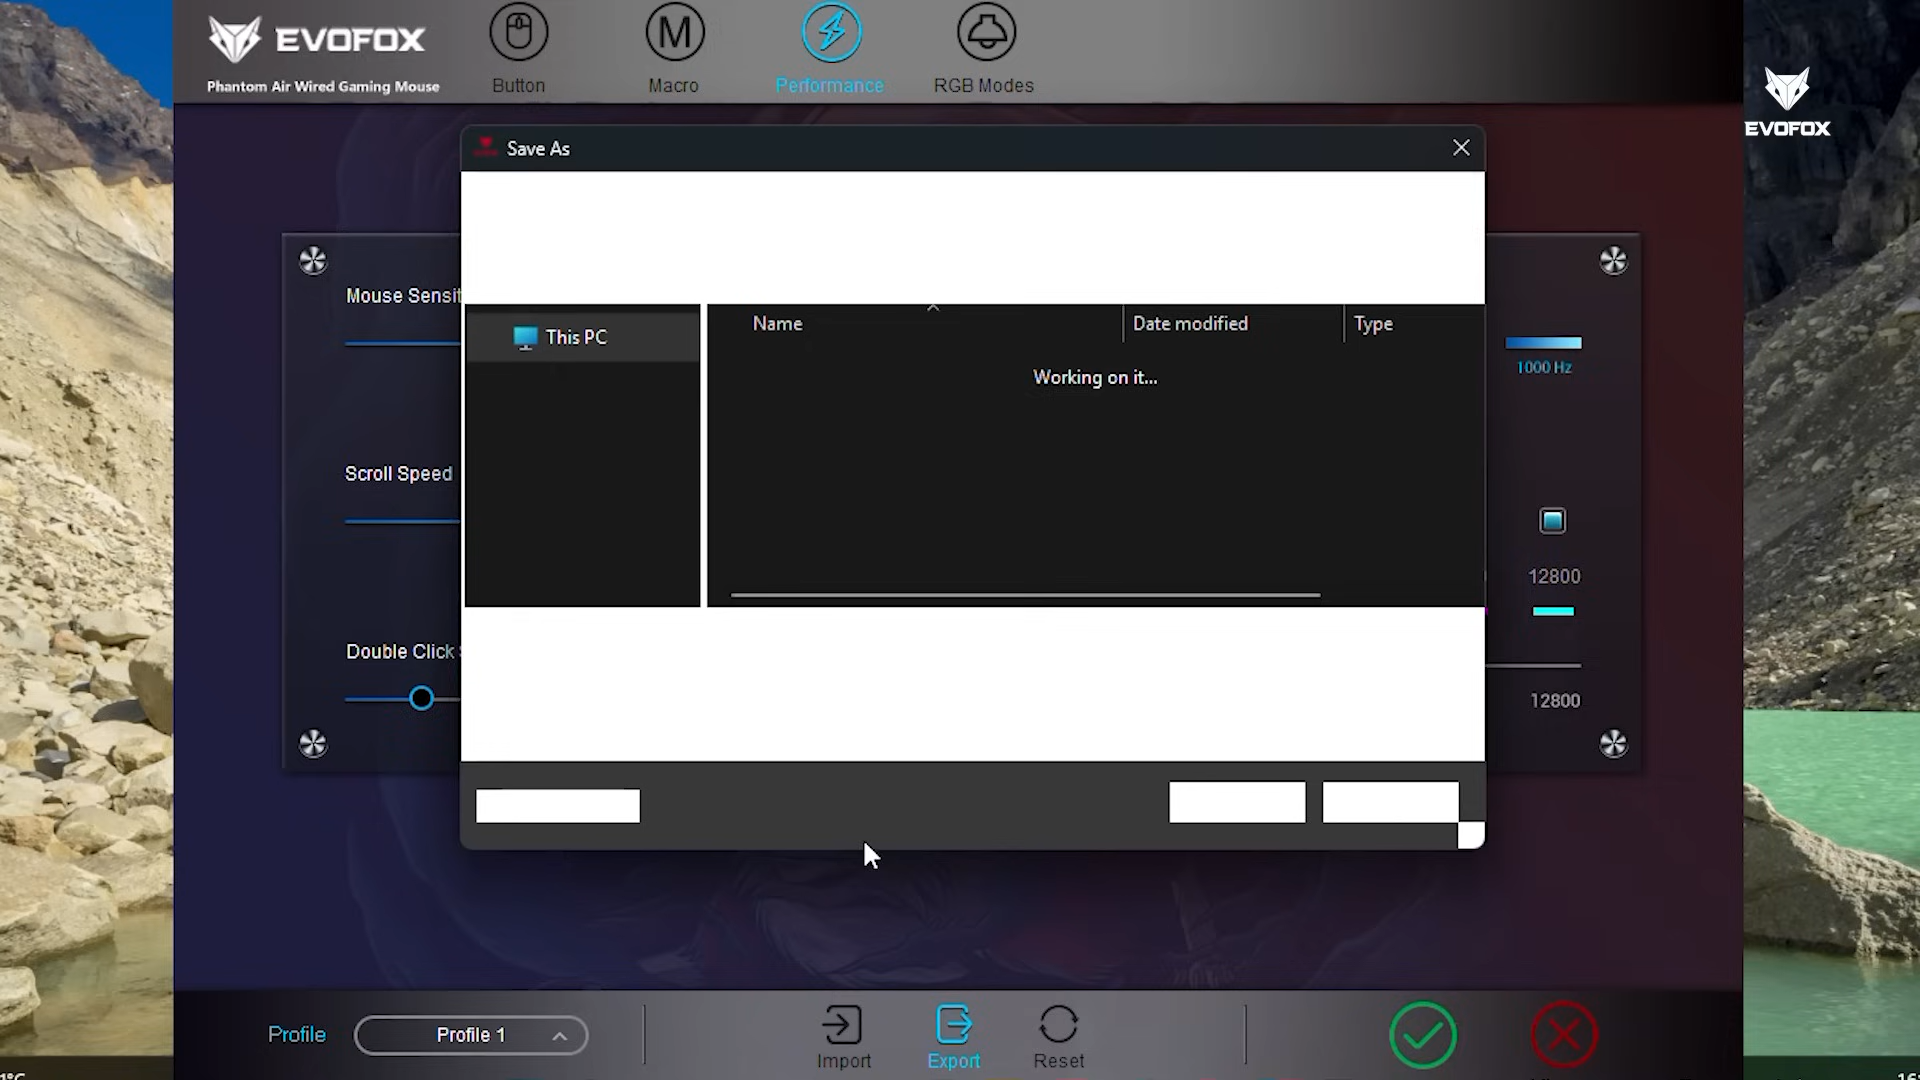 EVOFOX
Phantom Air Wired Gaming Mouse
Button
Macro
Performance
RGB Modes
EVOFOX
Save As
Mouse Sensit
This PC
Name
Date modified
Type
Working on it...
1000 Hz
Scroll Speed
12800
Double Click
12800
Profile
Profile 1
Import
Export
Reset